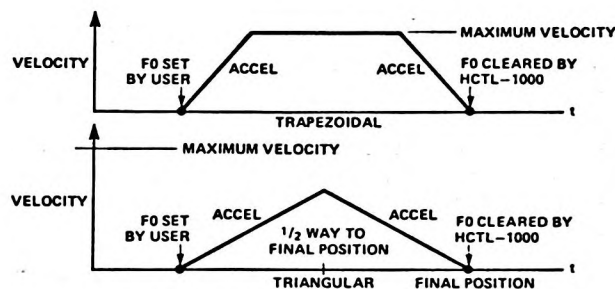 MAXIMUM VELOCITY
VELOCITY
F0 SET
BY USER
ACCEL
ACCEL
F0 CLEARED BY
HCTL-1000
TRAPEZOIDAL
t
MAXIMUM VELOCITY
VELOCITY
F0 SET
BY USER
ACCEL
1/2 WAY TO
FINAL POSITION
ACCEL
F0 CLEARED BY
HCTL-1000
t
TRIANGULAR
FINAL POSITION